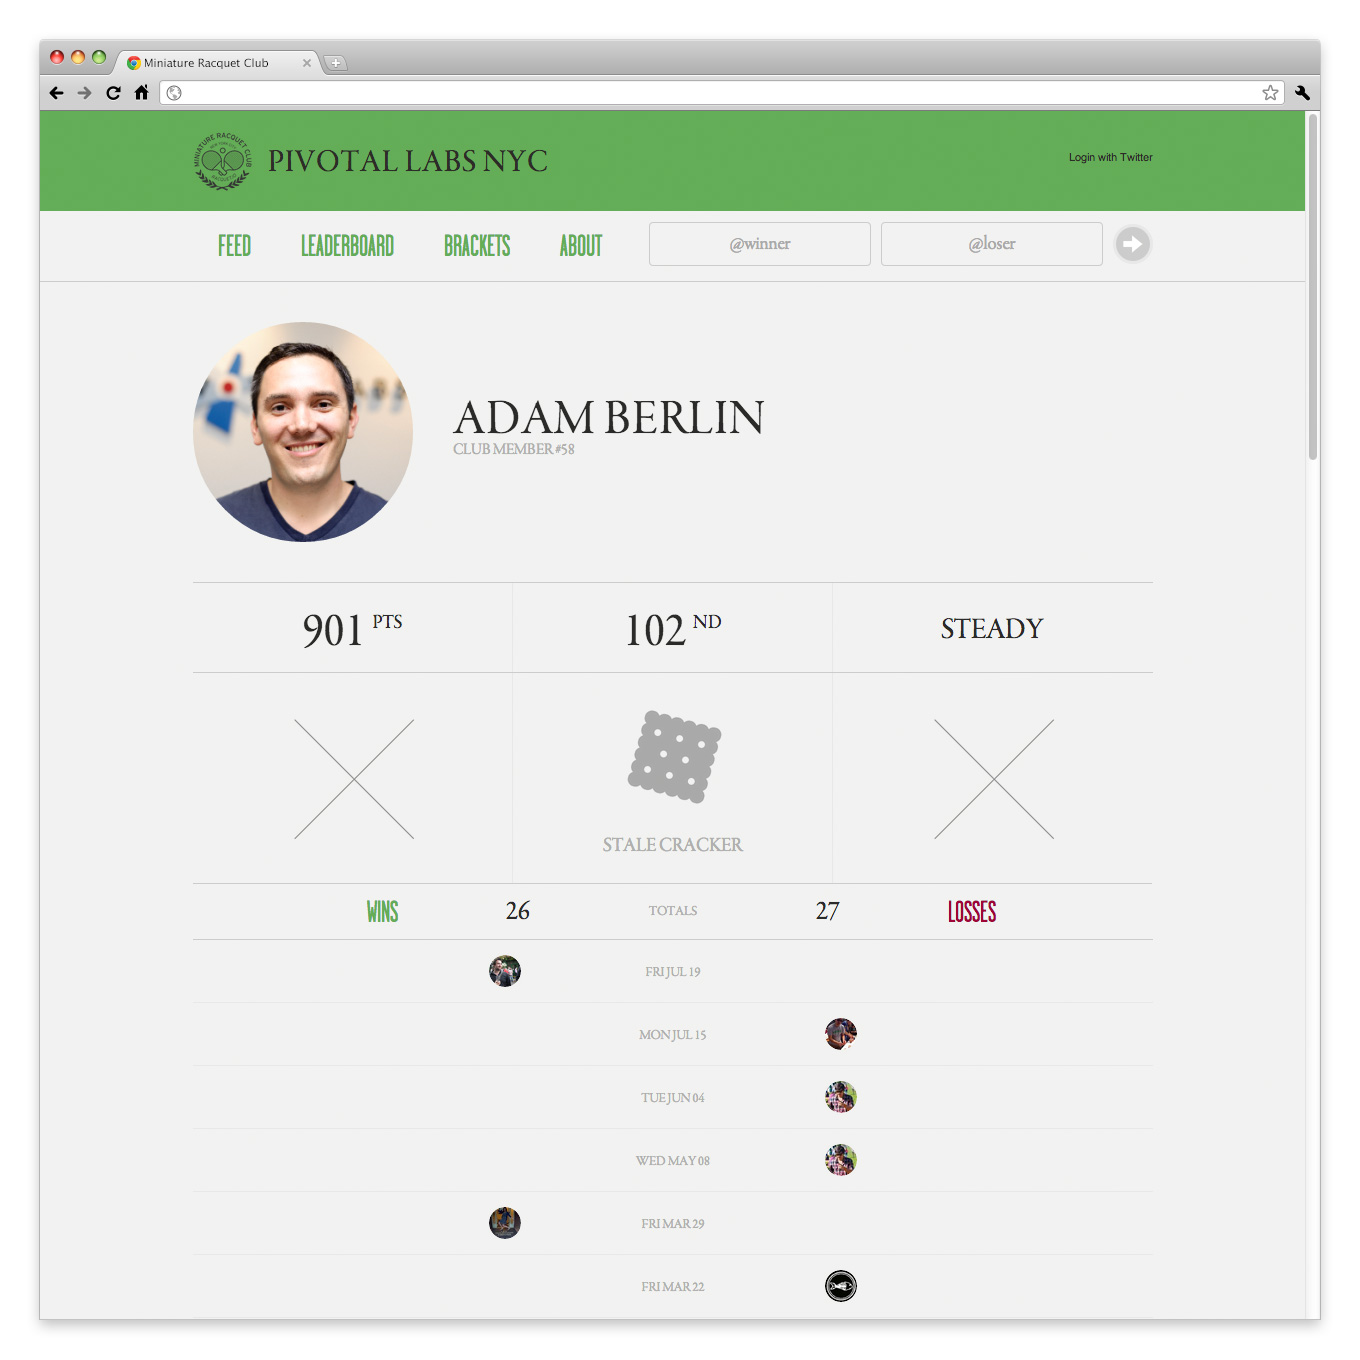 Miniature Racquet Club
MINIATURE RACQUET CLUB
PIVOTAL LABS NYC
Login with Twitter
FEED LEADERBOARD BRACKETS ABOUT @winner @loser
ADAM BERLIN
CLUB MEMBER #58
901 PTS 102 ND STEADY
STALE CRACKER
WINS 26 TOTALS 27 LOSSES
FRI JUL 19
MON JUL 15
TUE JUN 04
WED MAY 08
FRI MAR 29
FRI MAR 22